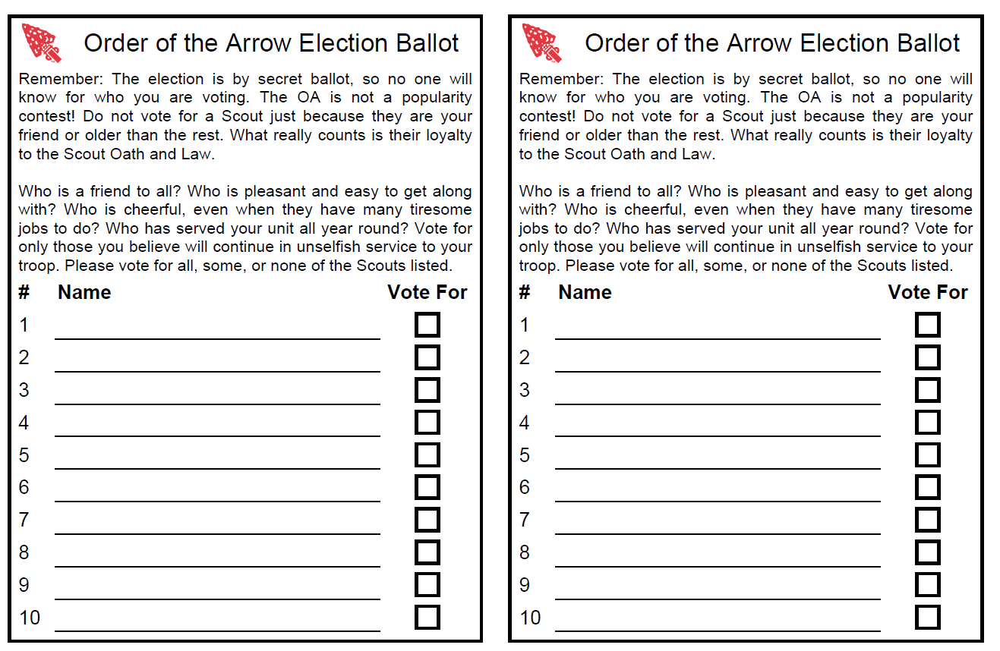 Order of the Arrow Election Ballot
Remember: The election is by secret ballot, so no one will
know for who you are voting. The OA is not a popularity
contest! Do not vote for a Scout just because they are your
friend or older than the rest. What really counts is their loyalty
to the Scout Oath and Law.
Who is a friend to all? Who is pleasant and easy to get along
with? Who is cheerful, even when they have many tiresome
jobs to do? Who has served your unit all year round? Vote for
only those you believe will continue in unselfish service to your
troop. Please vote for all, some, or none of the Scouts listed.
# Name Vote For
1
2
3
4
5
6
7
8
9
10
Order of the Arrow Election Ballot
Remember: The election is by secret ballot, so no one will
know for who you are voting. The OA is not a popularity
contest! Do not vote for a Scout just because they are your
friend or older than the rest. What really counts is their loyalty
to the Scout Oath and Law.
Who is a friend to all? Who is pleasant and easy to get along
with? Who is cheerful, even when they have many tiresome
jobs to do? Who has served your unit all year round? Vote for
only those you believe will continue in unselfish service to your
troop. Please vote for all, some, or none of the Scouts listed.
# Name Vote For
1
2
3
4
5
6
7
8
9
10